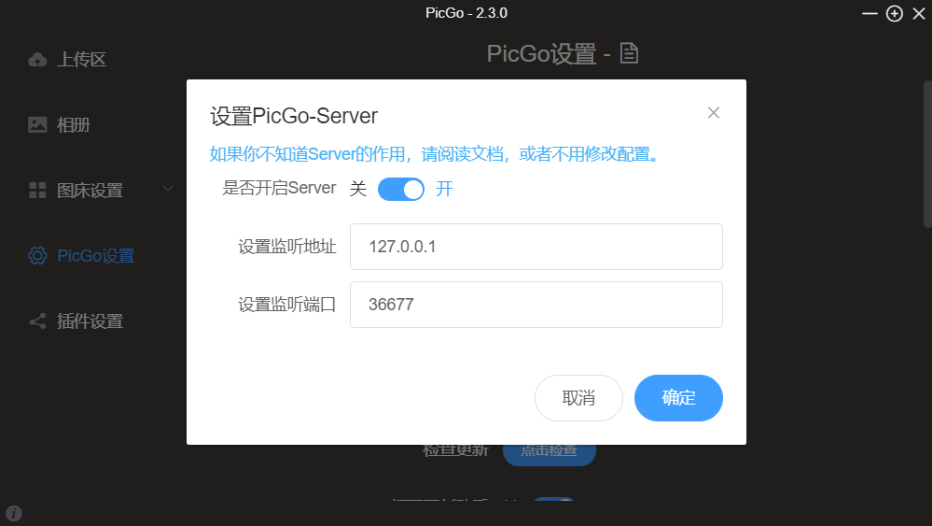 PicGo - 2.3.0
上传区
PicGo设置 -
相册
图床设置
PicGo设置
插件设置
设置PicGo-Server
如果你不知道Server的作用，请阅读文档，或者不用修改配置。
是否开启Server 关 开
设置监听地址 127.0.0.1
设置监听端口 36677
取消 确定
检查更新 点击检查